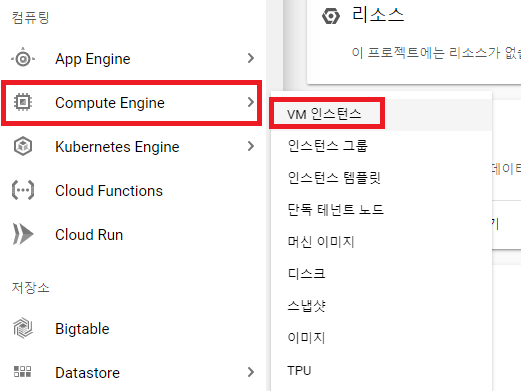 컴퓨팅
App Engine
Compute Engine
Kubernetes Engine
Cloud Functions
Cloud Run
저장소
Bigtable
Datastore
VM 인스턴스
인스턴스 그룹
인스턴스 템플릿
단독 테넌트 노드
머신 이미지
디스크
스냅샷
이미지
TPU
리소스
이 프로젝트에는 리소스가
데이터
기